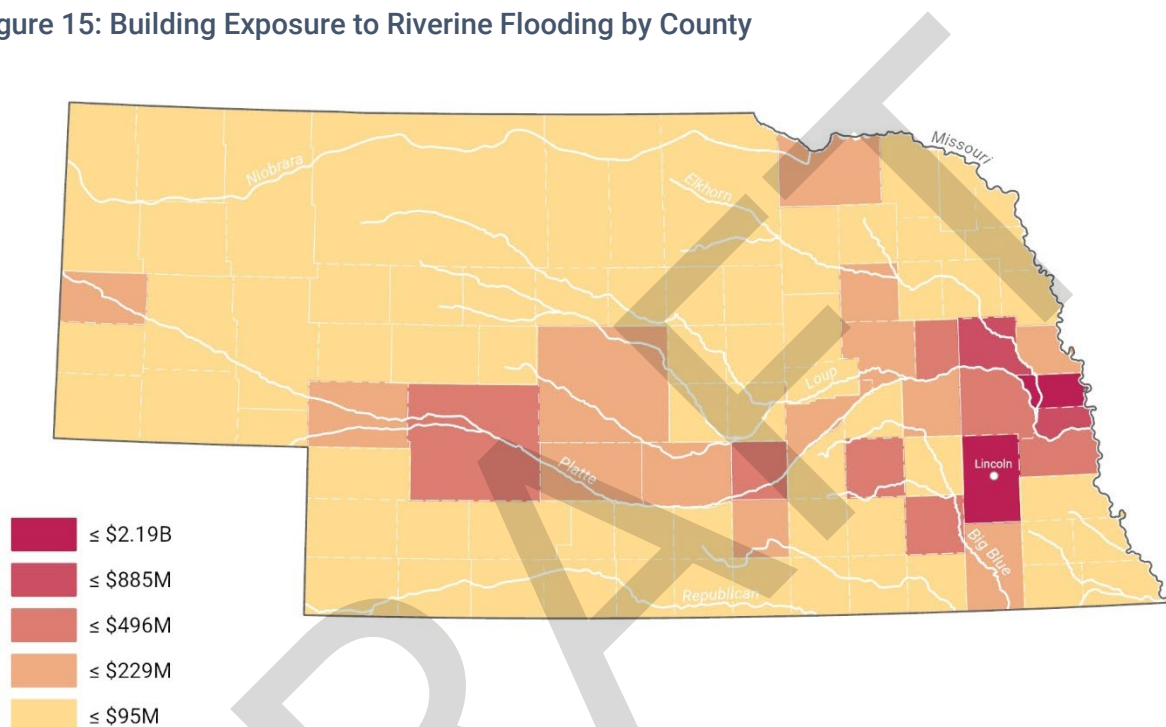 gure 15: Building Exposure to Riverine Flooding by County
Missouri
Niobrara
Elkhorn
Loup
Platte
Lincoln
Big Blue
Republican
≤ $2.19B
≤ $885M
≤ $496M
≤ $229M
≤ $95M
DRAFT